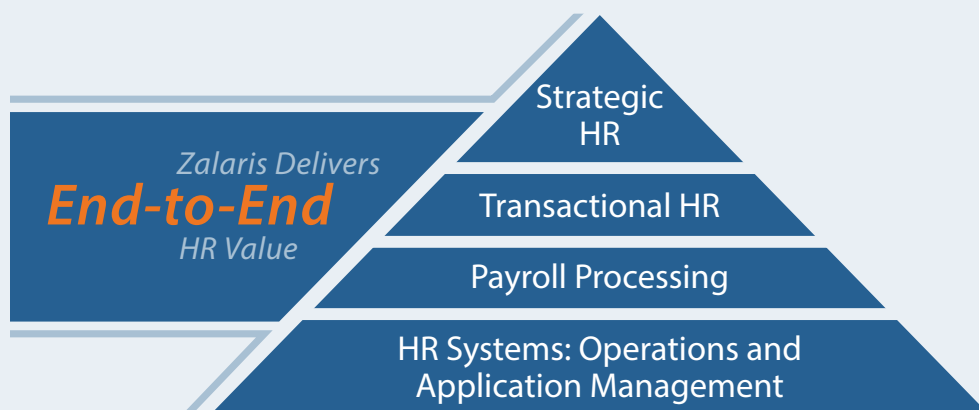 Zalaris Delivers
End-to-End
HR Value
Strategic
HR
Transactional HR
Payroll Processing
HR Systems: Operations and
Application Management